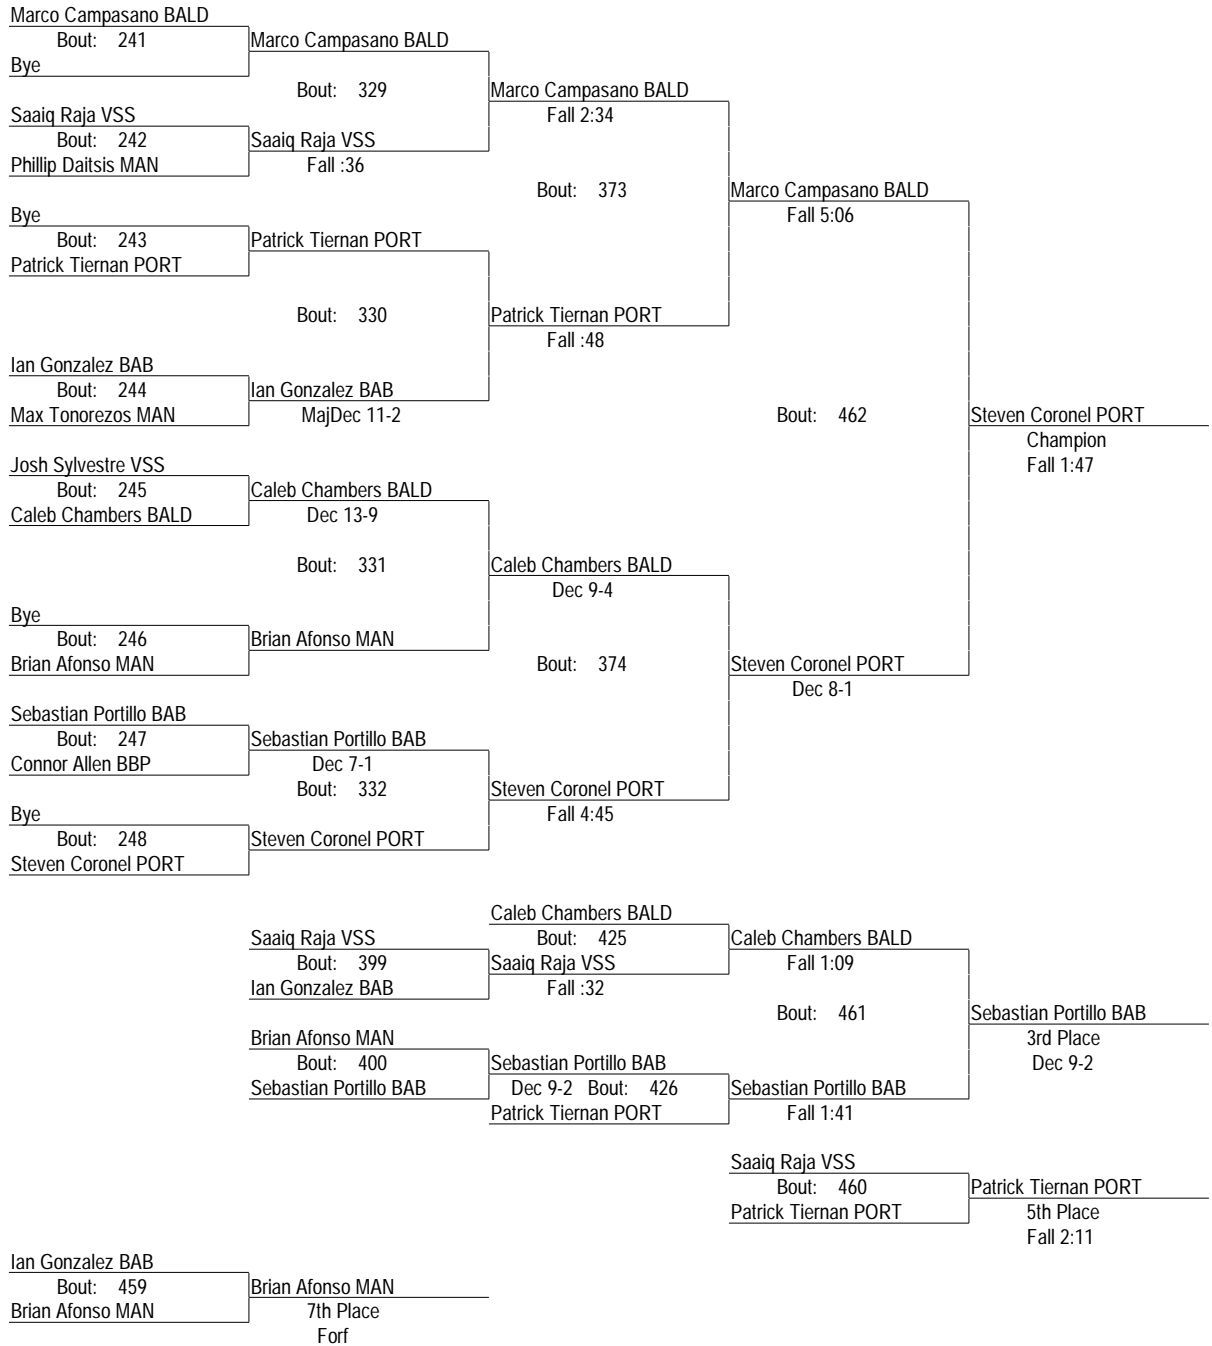 Marco Campasano BALD
Bout: 241
Marco Campasano BALD
Bye
Bout: 329
Marco Campasano BALD
Saaiq Raja VSS
Fall 2:34
Bout: 242
Saaiq Raja VSS
Phillip Daitsis MAN
Fall :36
Bout: 373
Marco Campasano BALD
Bye
Fall 5:06
Bout: 243
Patrick Tiernan PORT
Patrick Tiernan PORT
Bout: 330
Patrick Tiernan PORT
Fall :48
Ian Gonzalez BAB
Bout: 244
Ian Gonzalez BAB
Max Tonorezos MAN
MajDec 11-2
Bout: 462
Steven Coronel PORT
Champion
Fall 1:47
Josh Sylvestre VSS
Bout: 245
Caleb Chambers BALD
Caleb Chambers BALD
Dec 13-9
Bout: 331
Caleb Chambers BALD
Dec 9-4
Bye
Bout: 246
Brian Afonso MAN
Brian Afonso MAN
Bout: 374
Steven Coronel PORT
Dec 8-1
Sebastian Portillo BAB
Bout: 247
Sebastian Portillo BAB
Connor Allen BBP
Dec 7-1
Bout: 332
Steven Coronel PORT
Bye
Fall 4:45
Bout: 248
Steven Coronel PORT
Steven Coronel PORT
Caleb Chambers BALD
Saaiq Raja VSS
Bout: 425
Caleb Chambers BALD
Bout: 399
Saaiq Raja VSS
Fall 1:09
Ian Gonzalez BAB
Fall :32
Bout: 461
Sebastian Portillo BAB
Brian Afonso MAN
3rd Place
Bout: 400
Sebastian Portillo BAB
Dec 9-2
Sebastian Portillo BAB
Dec 9-2 Bout: 426
Sebastian Portillo BAB
Patrick Tiernan PORT
Fall 1:41
Saaiq Raja VSS
Bout: 460
Patrick Tiernan PORT
Patrick Tiernan PORT
5th Place
Fall 2:11
Ian Gonzalez BAB
Bout: 459
Brian Afonso MAN
Brian Afonso MAN
7th Place
Forf